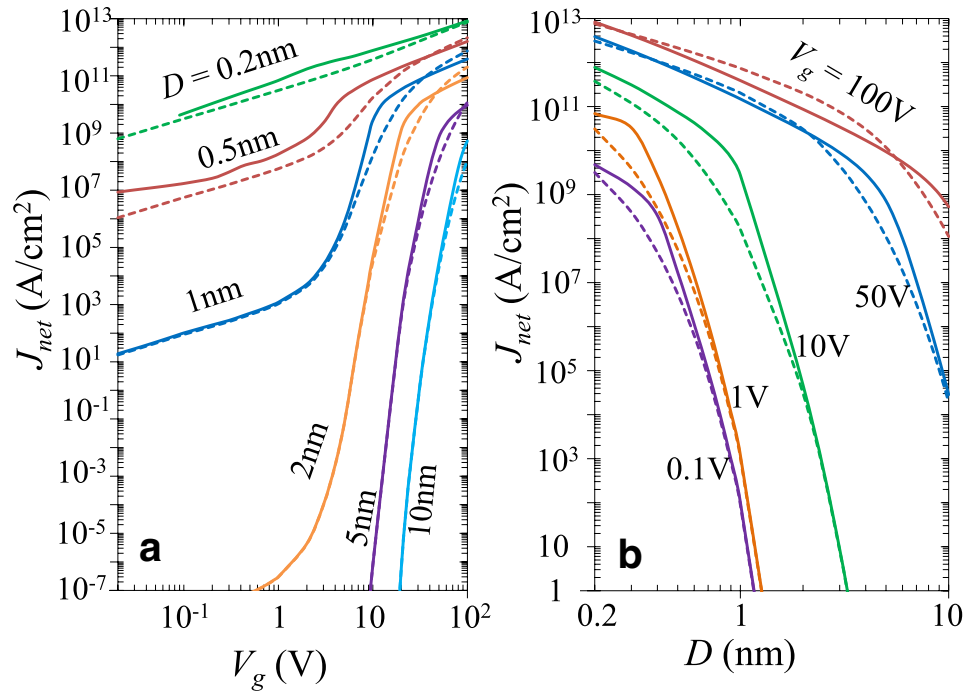 10^13
10^11
10^9
10^7
10^5
10^3
10^1
10^-1
10^-3
10^-5
10^-7
J_net (A/cm^2)
D = 0.2nm
0.5nm
1nm
2nm
5nm
10nm
a
10^-1
1
10^1
10^2
V_g (V)
10^13
10^11
10^9
10^7
10^5
10^3
10
1
J_net (A/cm^2)
V_g = 100V
50V
10V
1V
0.1V
b
0.2
1
10
D (nm)